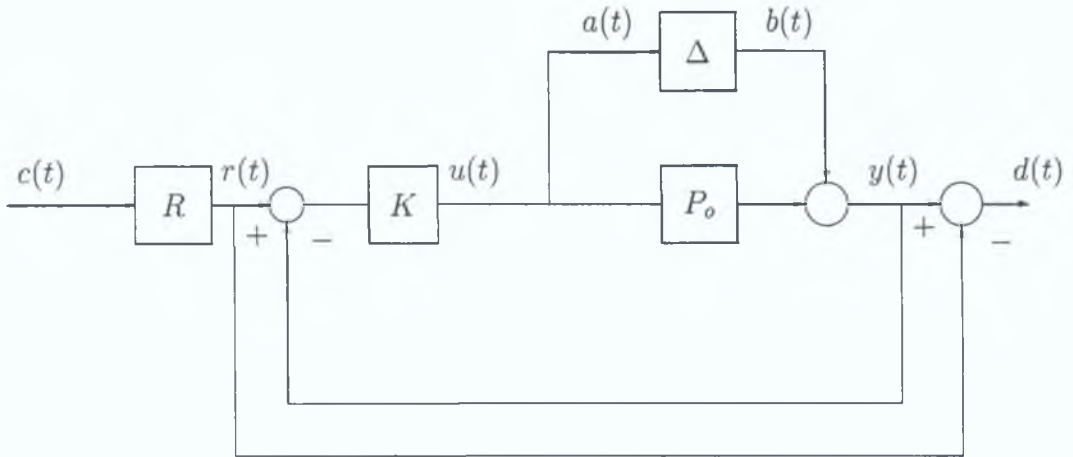 a(t)
Δ
b(t)
c(t)
R
r(t)
+
−
K
u(t)
P_o
y(t)
+
−
d(t)